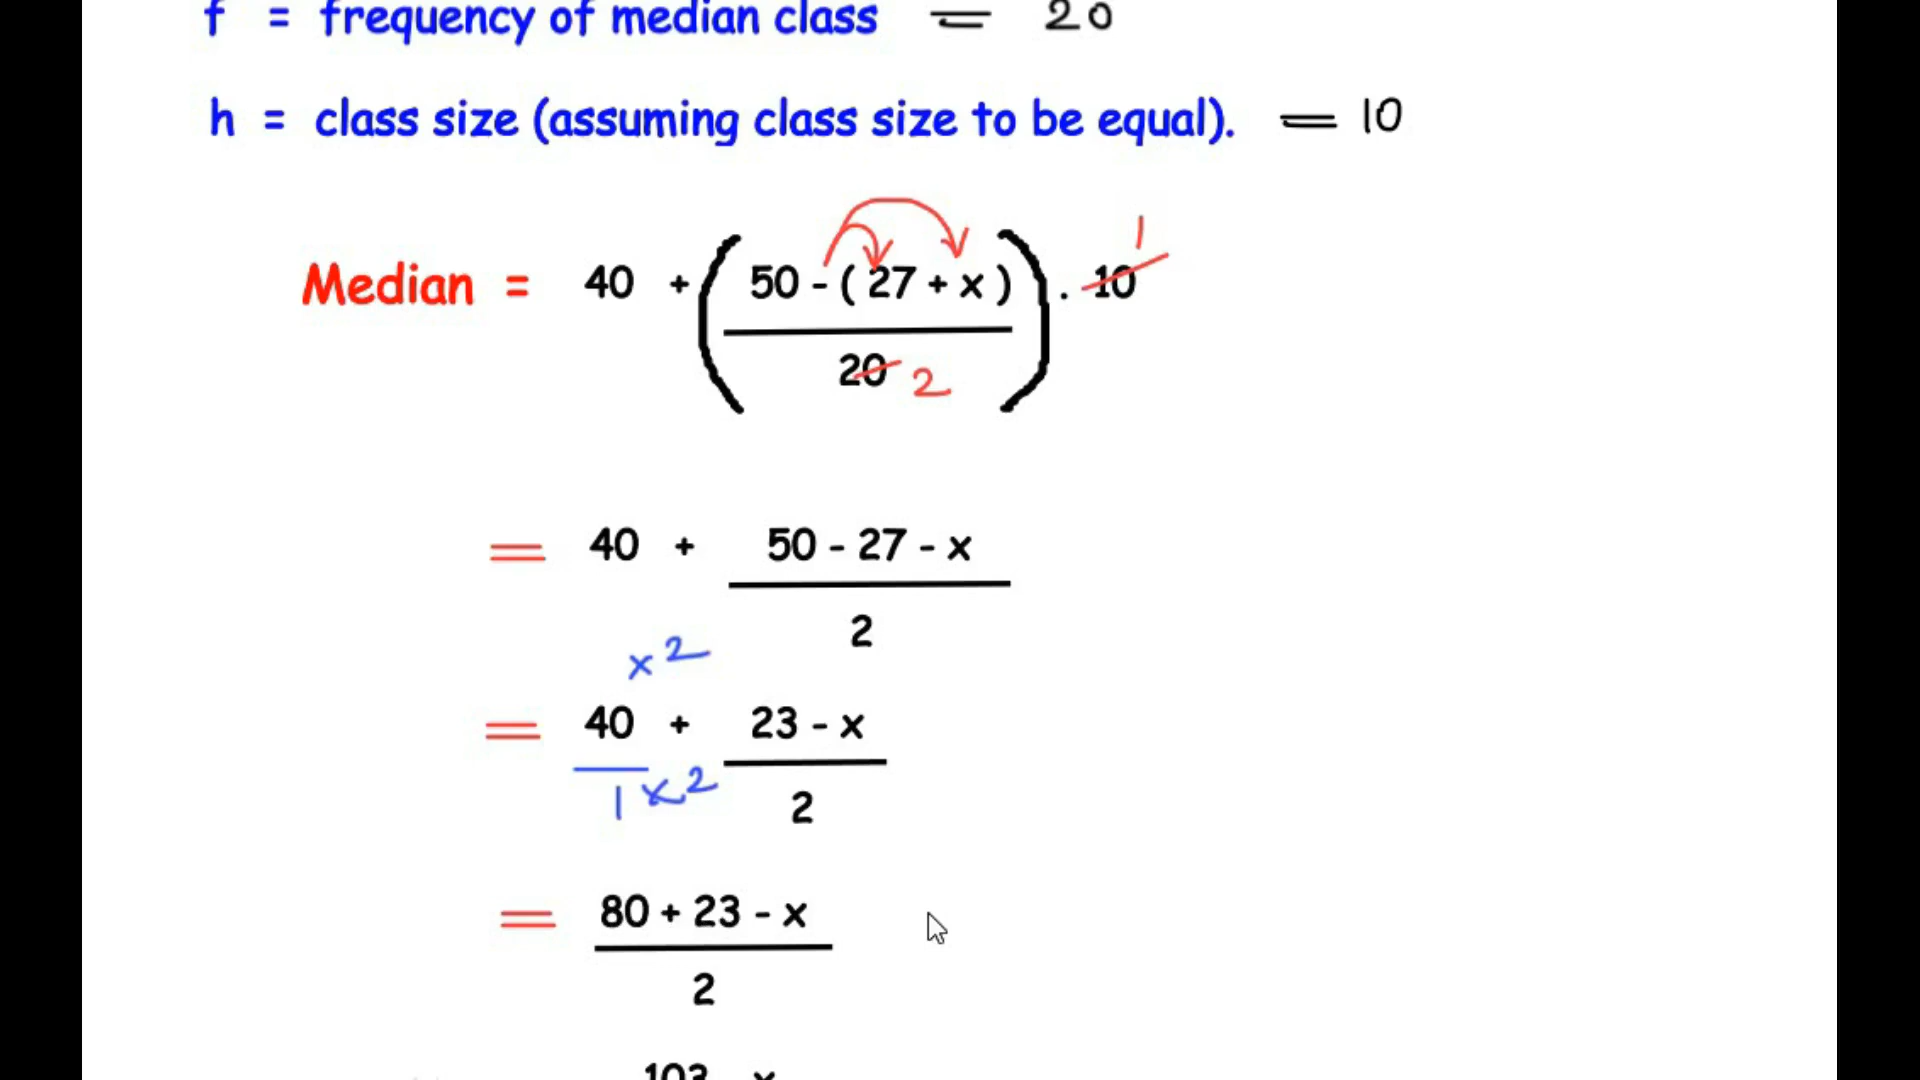 f = frequency of median class = 20
h = class size (assuming class size to be equal). = 10
1
Median = 40 + ( 50 - ( 27 + x ) ) . 10
20 2
= 40 + 50 - 27 - x
2
x 2
= 40 + 23 - x
1 x 2 2
= 80 + 23 - x
2
103 x